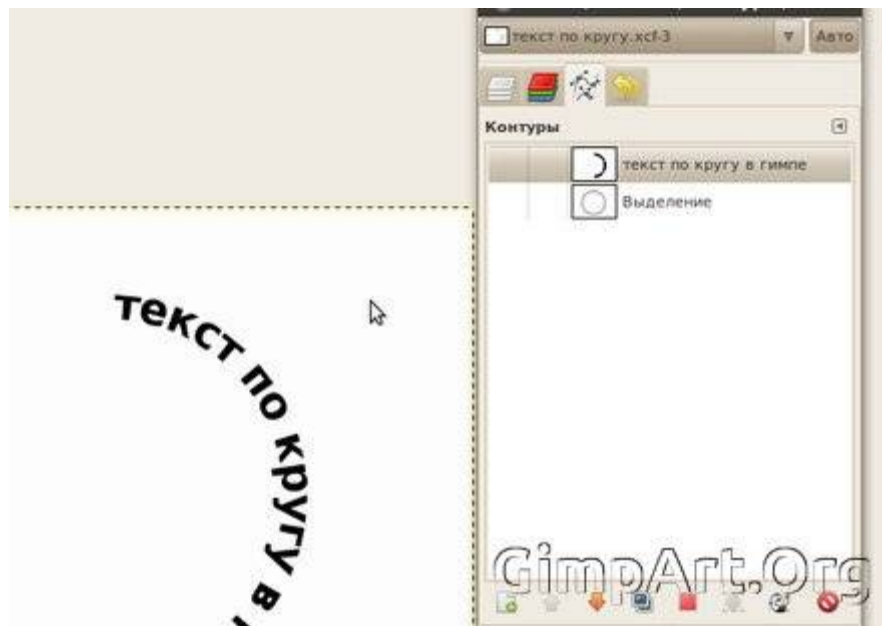 текст по кругу.xcf-3
Авто
Контуры
текст по кругу в гимпе
Выделение
текст по кругу в
GimpArt.Org